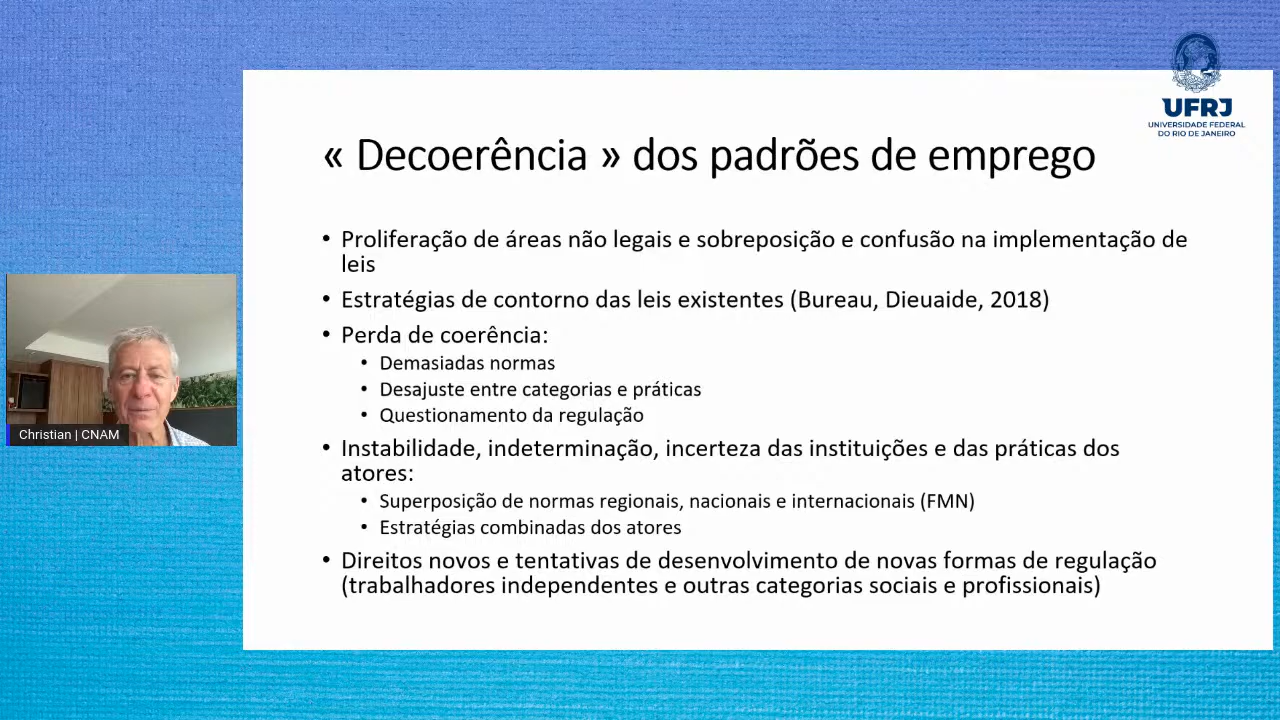 UFRJ
UNIVERSIDADE FEDERAL
DO RIO DE JANEIRO
« Decoerência » dos padrões de emprego
• Proliferação de áreas não legais e sobreposição e confusão na implementação de
leis
• Estratégias de contorno das leis existentes (Bureau, Dieuaide, 2018)
• Perda de coerência:
• Demasiadas normas
• Desajuste entre categorias e práticas
• Questionamento da regulação
• Instabilidade, indeterminação, incerteza das instituições e das práticas dos
atores:
• Superposição de normas regionais, nacionais e internacionais (FMN)
• Estratégias combinadas dos atores
• Direitos novos e tentativas de desenvolvimento de novas formas de regulação
(trabalhadores independentes e outras categorias sociais e profissionais)
Christian | CNAM